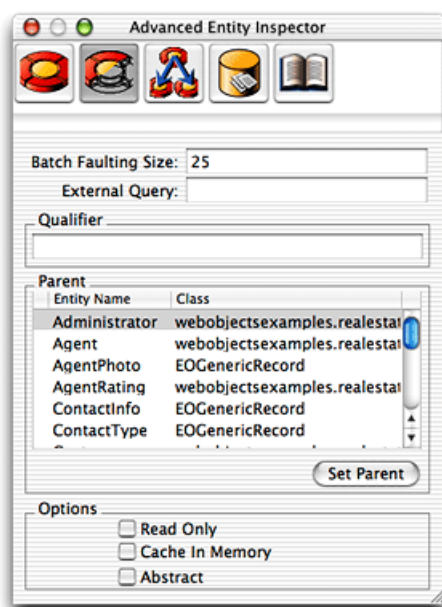 Advanced Entity Inspector
Batch Faulting Size: 25
External Query:
Qualifier
Parent
Entity Name Class
Administrator webobjectsexamples.realestat
Agent webobjectsexamples.realestat
AgentPhoto EOGenericRecord
AgentRating webobjectsexamples.realestat
ContactInfo EOGenericRecord
ContactType EOGenericRecord
Set Parent
Options
Read Only
Cache In Memory
Abstract